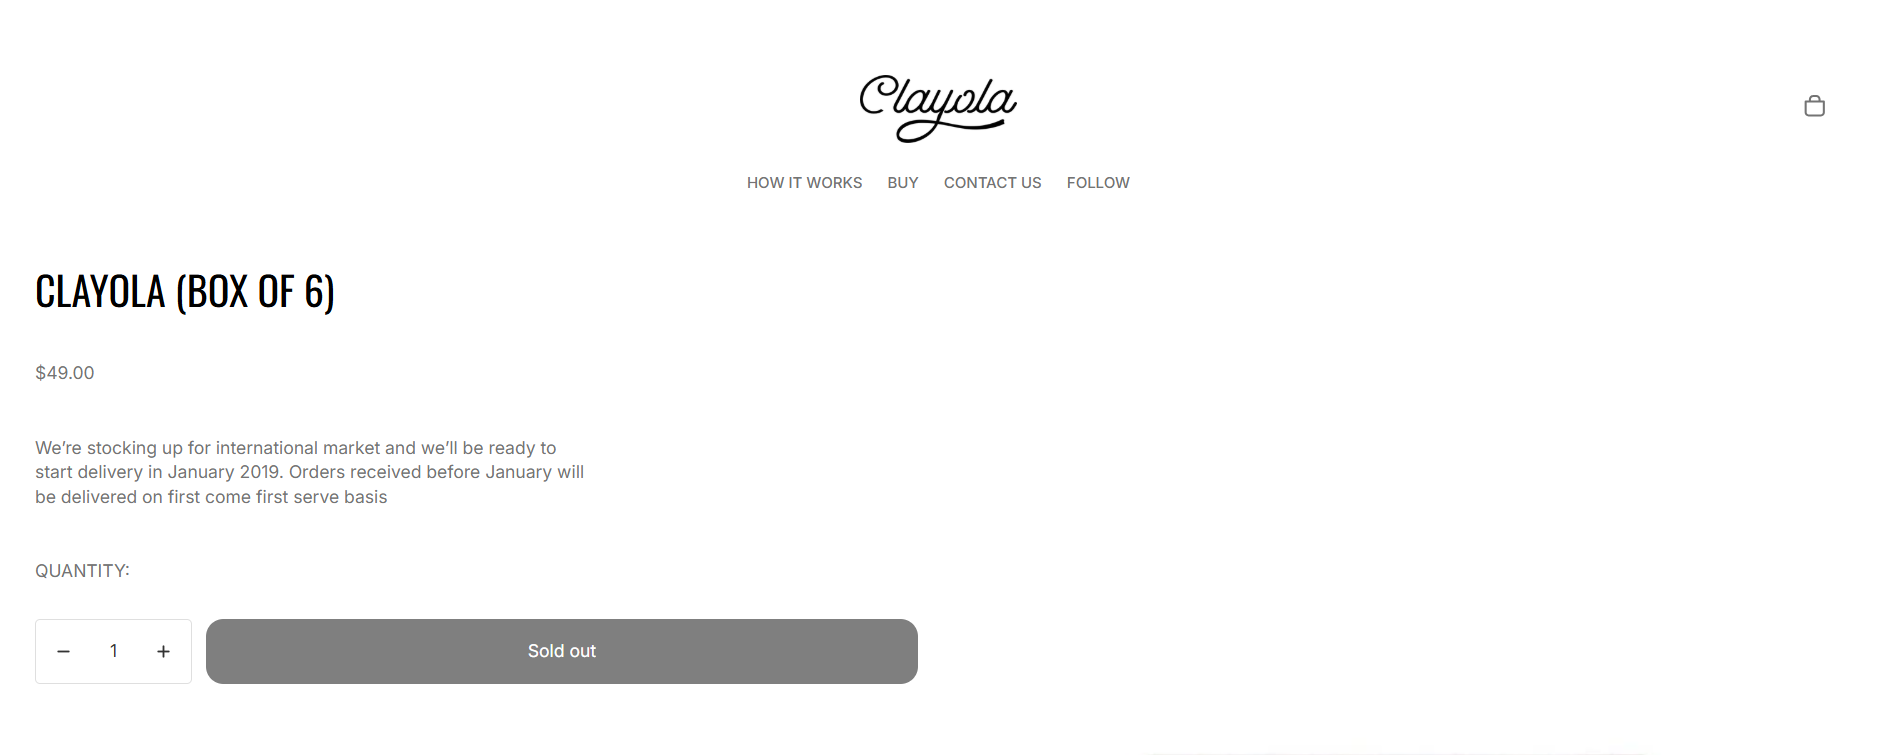 Clayola
HOW IT WORKS BUY CONTACT US FOLLOW
CLAYOLA (BOX OF 6)
$49.00
We’re stocking up for international market and we’ll be ready to
start delivery in January 2019. Orders received before January will
be delivered on first come first serve basis
QUANTITY:
− 1 + Sold out